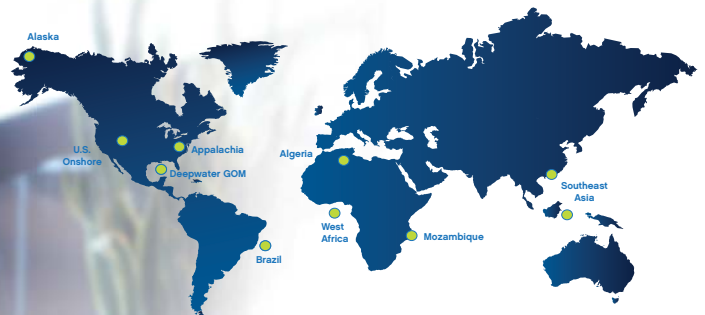 Alaska
U.S.
Onshore
Appalachia
Deepwater GOM
Brazil
Algeria
West
Africa
Mozambique
Southeast
Asia